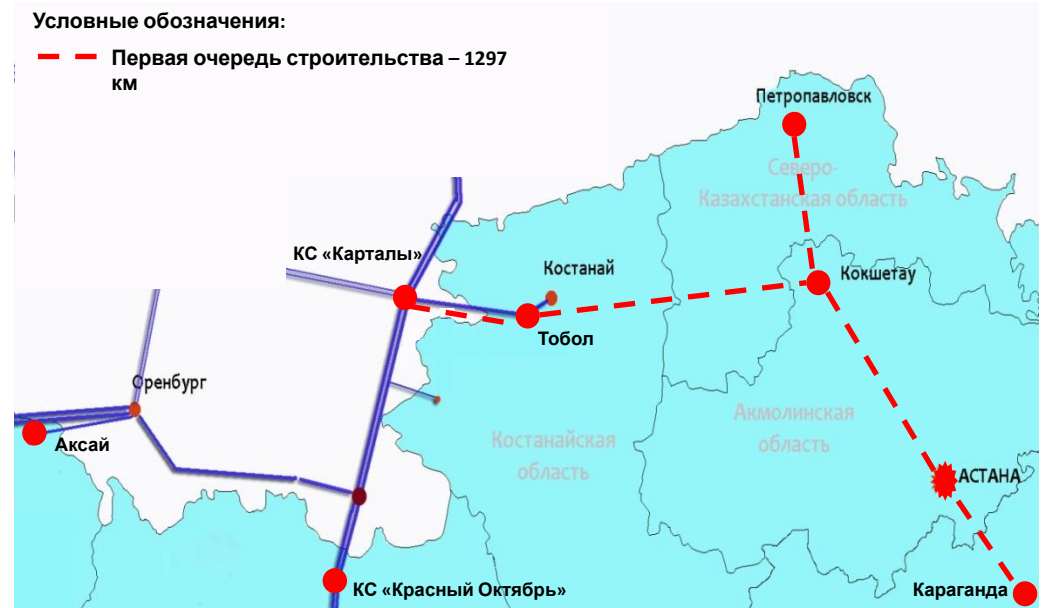 Условные обозначения:
Первая очередь строительства – 1297
км
Петропавловск
Северо-
Казахстанская область
КС «Карталы»
Костанай
Кокшетау
Тобол
Оренбург
Аксай
Костанайская
область
Акмолинская
область
АСТАНА
КС «Красный Октябрь»
Караганда